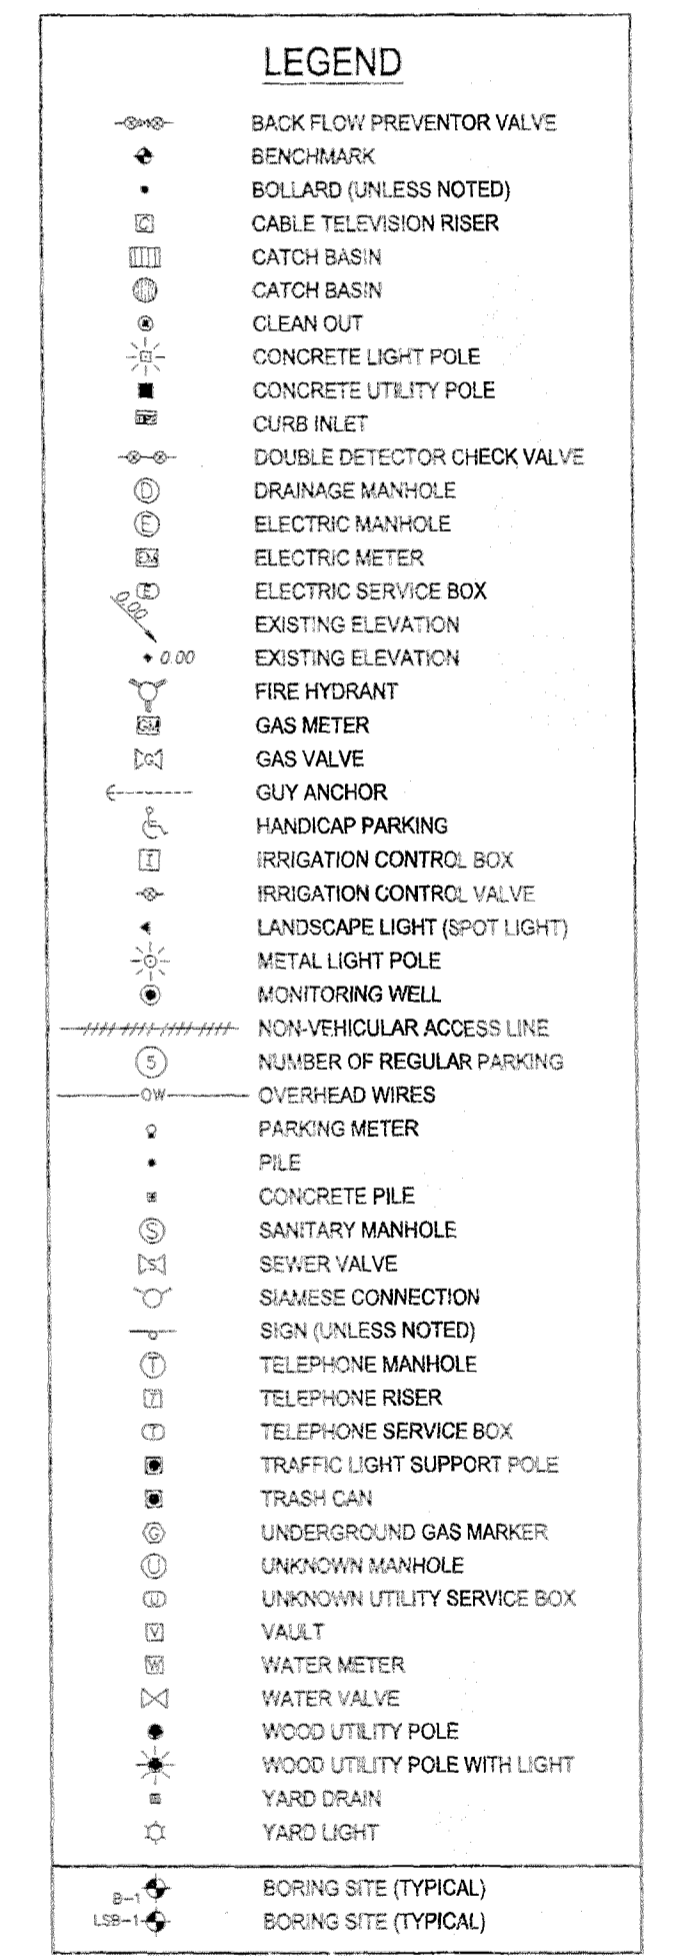 LEGEND
BACK FLOW PREVENTOR VALVE
BENCHMARK
BOLLARD (UNLESS NOTED)
C CABLE TELEVISION RISER
CATCH BASIN
CATCH BASIN
CLEAN OUT
CONCRETE LIGHT POLE
CONCRETE UTILITY POLE
CURB INLET
DOUBLE DETECTOR CHECK VALVE
D DRAINAGE MANHOLE
E ELECTRIC MANHOLE
EM ELECTRIC METER
E ELECTRIC SERVICE BOX
0.00 EXISTING ELEVATION
0.00 EXISTING ELEVATION
FIRE HYDRANT
GM GAS METER
G GAS VALVE
GUY ANCHOR
HANDICAP PARKING
I IRRIGATION CONTROL BOX
IRRIGATION CONTROL VALVE
LANDSCAPE LIGHT (SPOT LIGHT)
METAL LIGHT POLE
MONITORING WELL
NON-VEHICULAR ACCESS LINE
5 NUMBER OF REGULAR PARKING
OW OVERHEAD WIRES
PARKING METER
PILE
CONCRETE PILE
S SANITARY MANHOLE
S SEWER VALVE
SIAMESE CONNECTION
SIGN (UNLESS NOTED)
T TELEPHONE MANHOLE
T TELEPHONE RISER
T TELEPHONE SERVICE BOX
TRAFFIC LIGHT SUPPORT POLE
TRASH CAN
G UNDERGROUND GAS MARKER
U UNKNOWN MANHOLE
U UNKNOWN UTILITY SERVICE BOX
V VAULT
W WATER METER
WATER VALVE
WOOD UTILITY POLE
WOOD UTILITY POLE WITH LIGHT
YARD DRAIN
YARD LIGHT
B-1 BORING SITE (TYPICAL)
LSB-1 BORING SITE (TYPICAL)